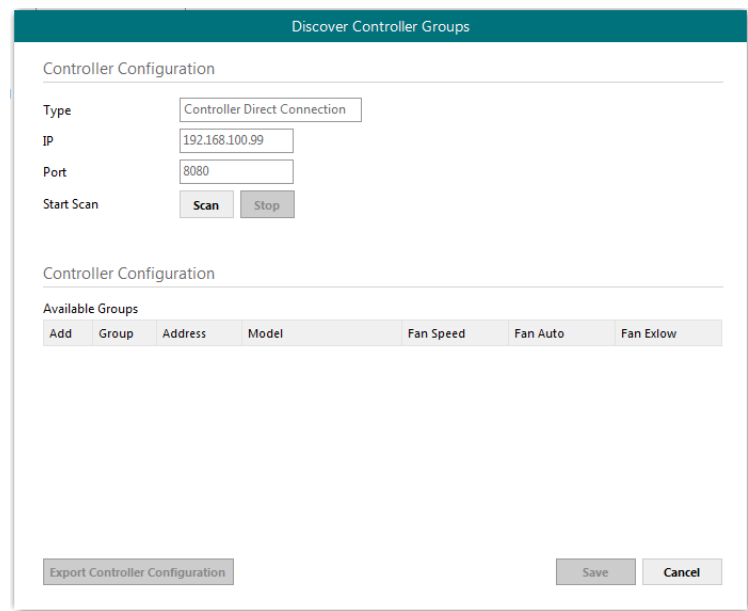 Discover Controller Groups
Controller Configuration
Type Controller Direct Connection
IP 192.168.100.99
Port 8080
Start Scan Scan Stop
Controller Configuration
Available Groups
Add Group Address Model Fan Speed Fan Auto Fan Exlow
Export Controller Configuration Save Cancel